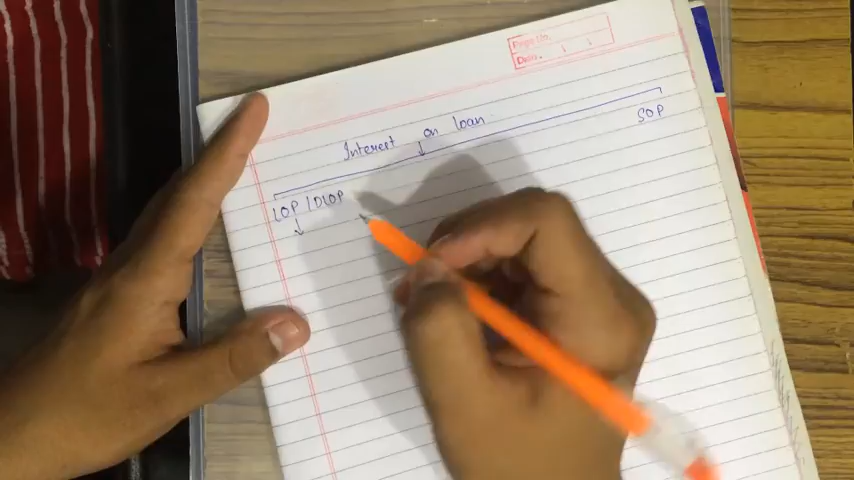 Page No.
Date.
Interest on loan
SOP
LOP / DLOP